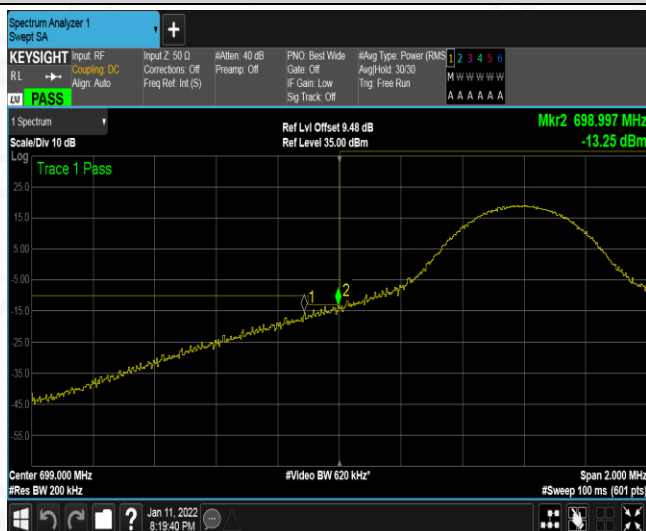 Spectrum Analyzer 1
Swept SA
+
KEYSIGHT Input: RF Input Z: 50 Ω #Atten: 40 dB PNO: Best Wide #Avg Type: Power (RMS 1 2 3 4 5 6
RL Coupling: DC Corrections: Off Preamp: Off Gate: Off Avg|Hold: 30/30 M W W W W W
Align: Auto Freq Ref: Int (S) IF Gain: Low Trig: Free Run
LXI PASS Sig Track: Off A A A A A A
1 Spectrum Ref Lvl Offset 9.48 dB Mkr2 698.997 MHz
Scale/Div 10 dB Ref Level 35.00 dBm -13.25 dBm
Log
Trace 1 Pass
25.0
15.0
5.00
-5.00
1 2
-15.0
-25.0
-35.0
-45.0
-55.0
Center 699.000 MHz #Video BW 620 kHz* Span 2.000 MHz
#Res BW 200 kHz #Sweep 100 ms (601 pts)
? Jan 11, 2022
8:19:40 PM